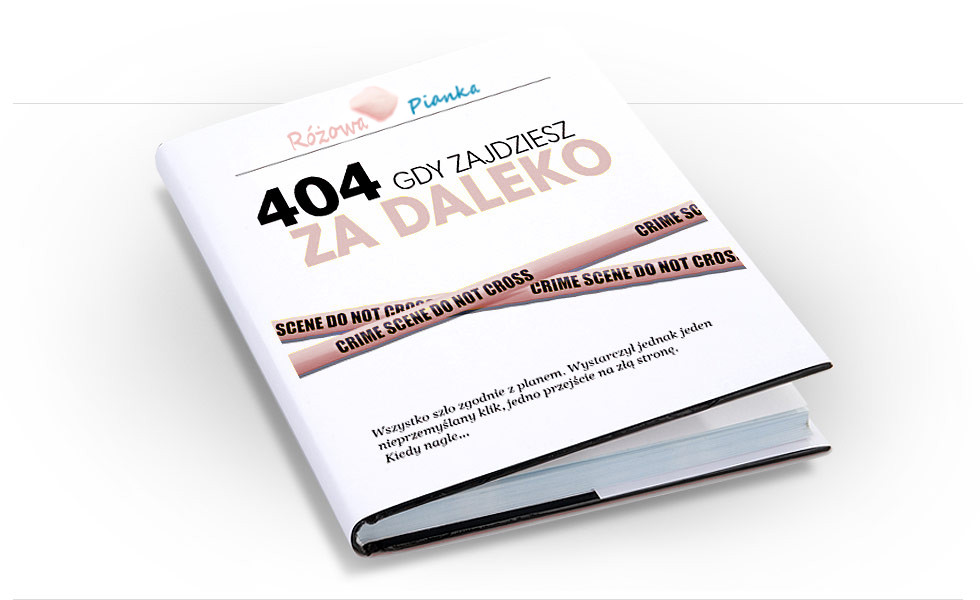 Różowa Pianka
404 GDY ZAJDZIESZ
ZA DALEKO
CRIME SC
SCENE DO NOT CROSS
CRIME SCENE DO NOT CROSS
CRIME SCENE DO NOT CROS
Wszystko szło zgodnie z planem. Wystarczył jednak jeden
nieprzemyślany klik, jedno przejście na złą stronę.
Kiedy nagle...